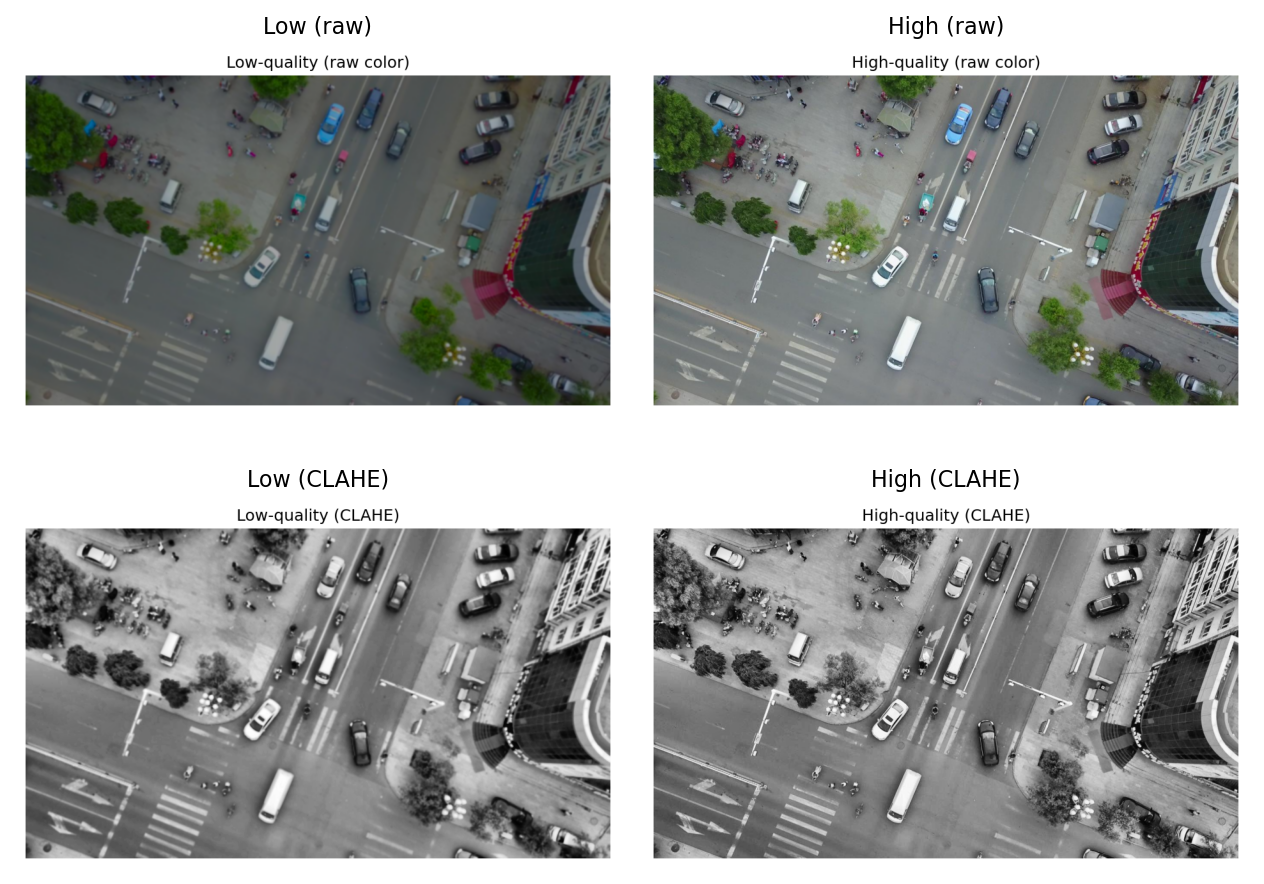 Low (raw)
High (raw)
Low-quality (raw color)
High-quality (raw color)
Low (CLAHE)
High (CLAHE)
Low-quality (CLAHE)
High-quality (CLAHE)